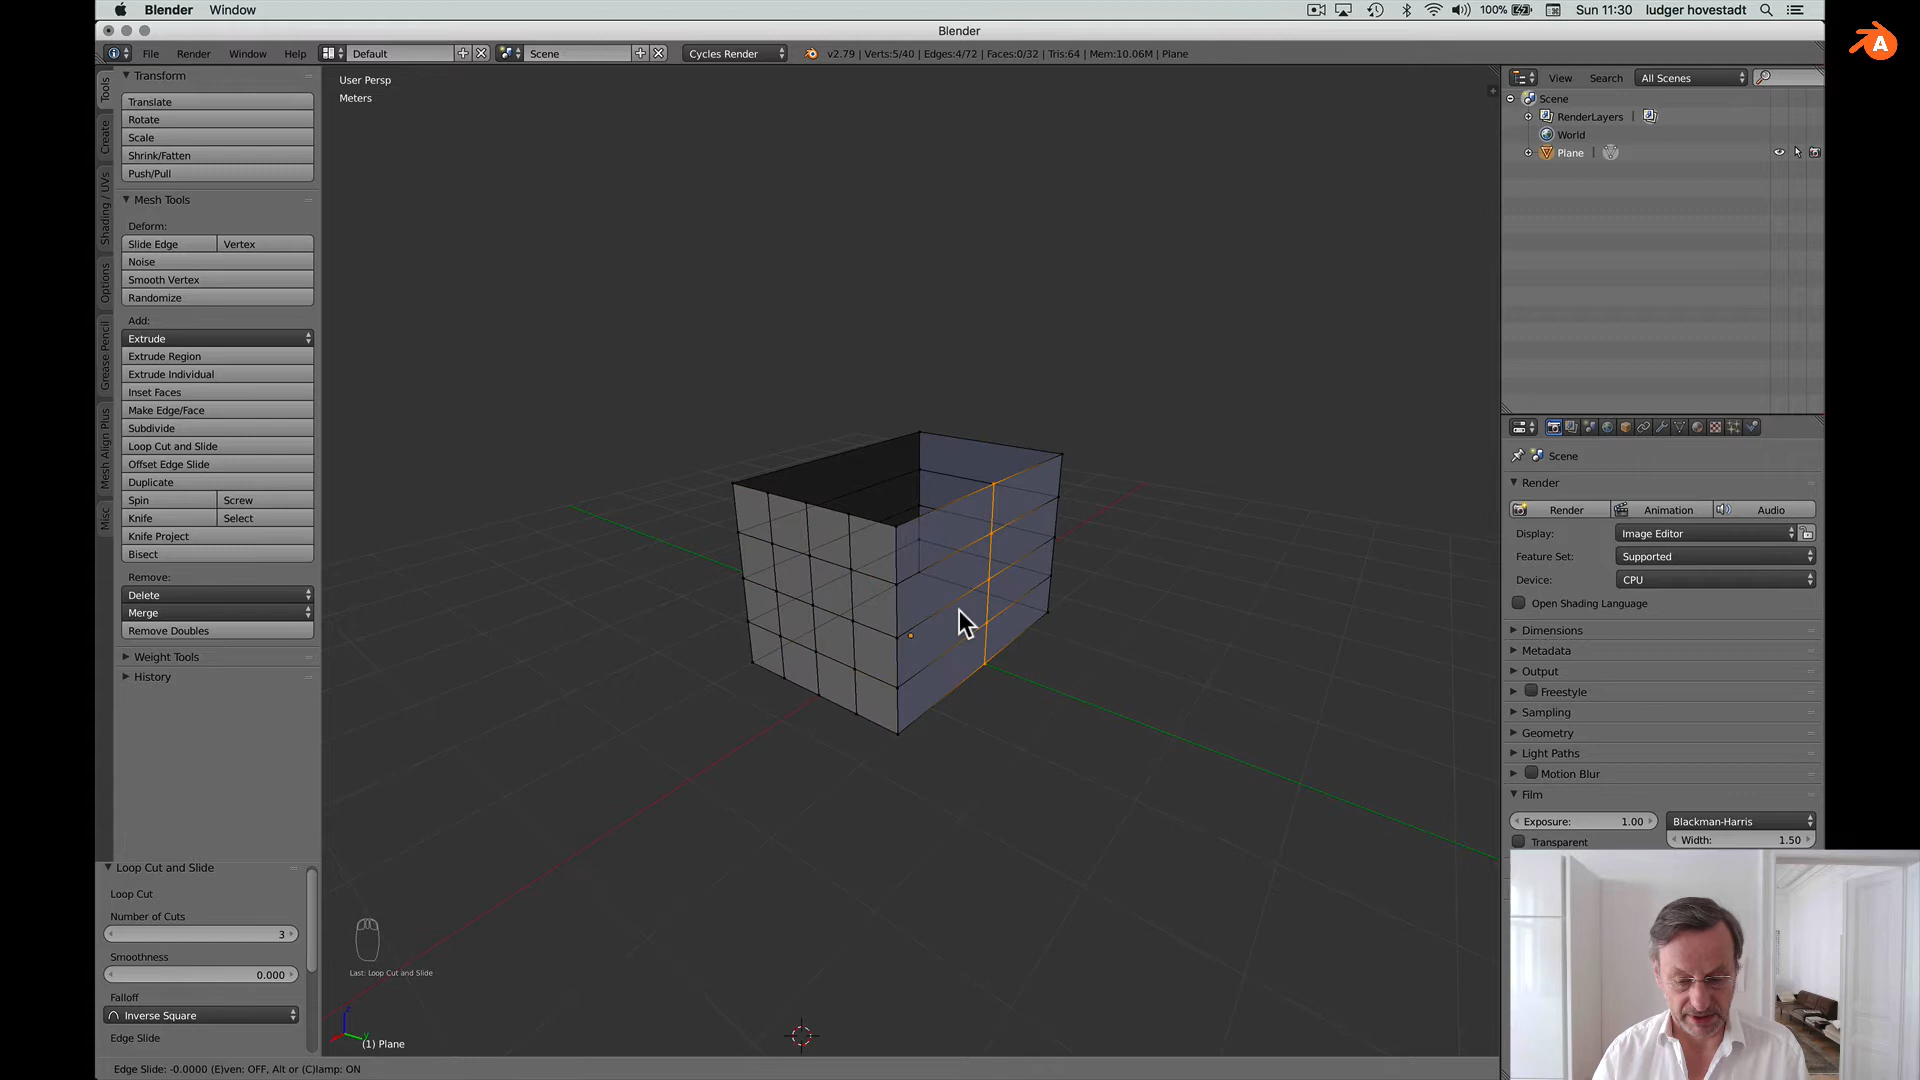 Blender Window 100% Sun 11:30 ludger hovestadt
Blender
File Render Window Help Default Scene Cycles Render v2.79 | Verts:5/40 | Edges:4/72 | Faces:0/32 | Tris:64 | Mem:10.06M | Plane
Tools
Create
Shading / UVs
Options
Grease Pencil
Mesh Align Plus
Misc
Transform
Translate
Rotate
Scale
Shrink/Fatten
Push/Pull
Mesh Tools
Deform:
Slide Edge Vertex
Noise
Smooth Vertex
Randomize
Add:
Extrude
Extrude Region
Extrude Individual
Inset Faces
Make Edge/Face
Subdivide
Loop Cut and Slide
Offset Edge Slide
Duplicate
Spin Screw
Knife Select
Knife Project
Bisect
Remove:
Delete
Merge
Remove Doubles
Weight Tools
History
Loop Cut and Slide
Loop Cut
Number of Cuts
3
Smoothness
0.000
Falloff
Inverse Square
Edge Slide
User Persp
Meters
Last: Loop Cut and Slide
(1) Plane
Edge Slide: -0.0000 (E)ven: OFF, Alt or (C)lamp: ON
View Search All Scenes
Scene
RenderLayers |
World
Plane |
Scene
Render
Render Animation Audio
Display: Image Editor
Feature Set: Supported
Device: CPU
Open Shading Language
Dimensions
Metadata
Output
Freestyle
Sampling
Geometry
Light Paths
Motion Blur
Film
Exposure: 1.00 Blackman-Harris
Transparent Width: 1.50
A